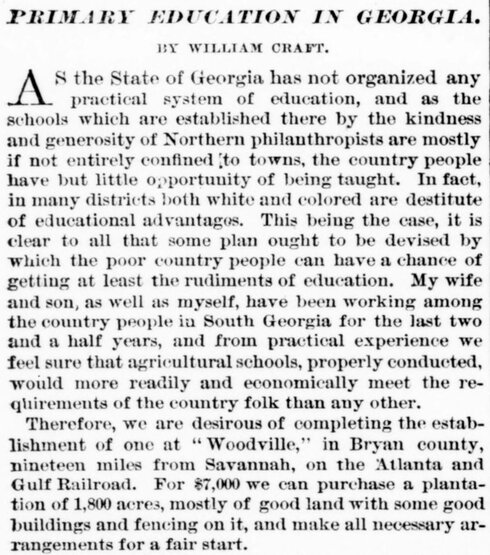 PRIMARY EDUCATION IN GEORGIA.
BY WILLIAM CRAFT.
AS the State of Georgia has not organized any
practical system of education, and as the
schools which are established there by the kindness
and generosity of Northern philanthropists are mostly
if not entirely confined to towns, the country people
have but little opportunity of being taught. In fact,
in many districts both white and colored are destitute
of educational advantages. This being the case, it is
clear to all that some plan ought to be devised by
which the poor country people can have a chance of
getting at least the rudiments of education. My wife
and son, as well as myself, have been working among
the country people in South Georgia for the last two
and a half years, and from practical experience we
feel sure that agricultural schools, properly conducted,
would more readily and economically meet the re-
quirements of the country folk than any other.
Therefore, we are desirous of completing the estab-
lishment of one at "Woodville," in Bryan county,
nineteen miles from Savannah, on the Atlanta and
Gulf Railroad. For $7,000 we can purchase a planta-
tion of 1,800 acres, mostly of good land with some good
buildings and fencing on it, and make all necessary ar-
rangements for a fair start.